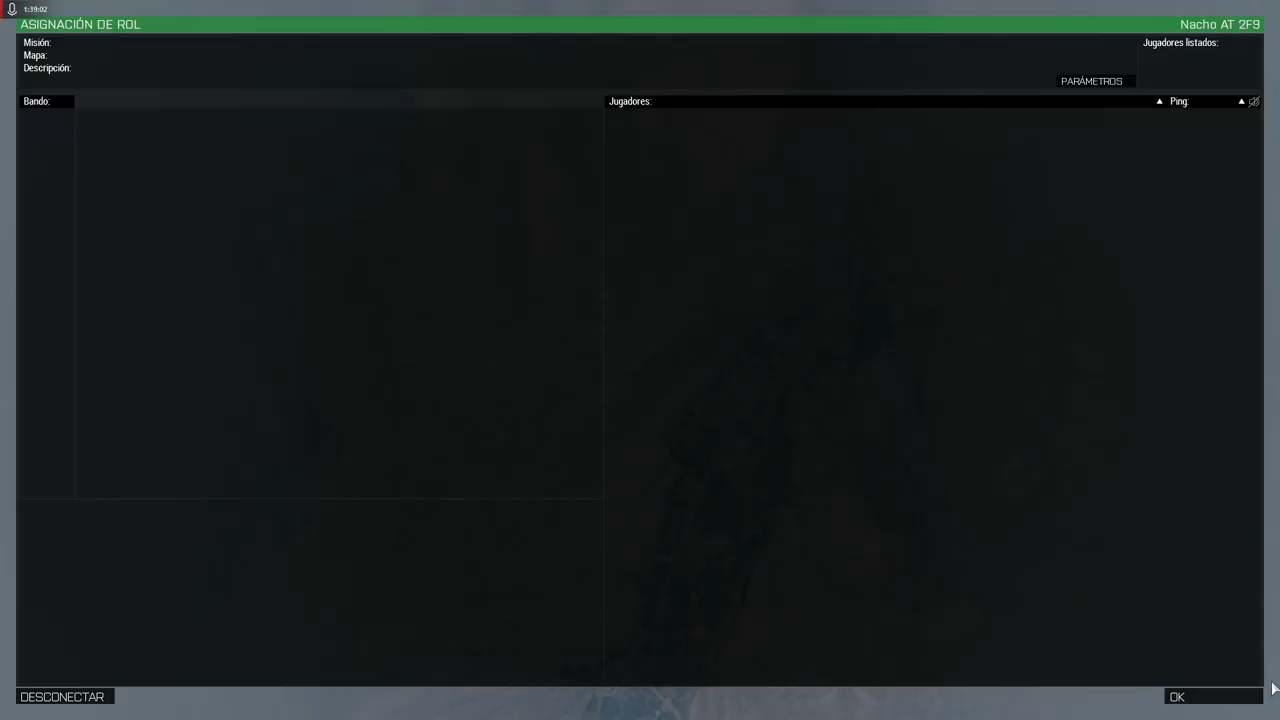 1:39:02
ASIGNACIÓN DE ROL
Nacho AT 2F9
Misión:
Jugadores listados:
Mapa:
Descripción:
PARÁMETROS
Bando:
Jugadores:
Ping:
DESCONECTAR
OK